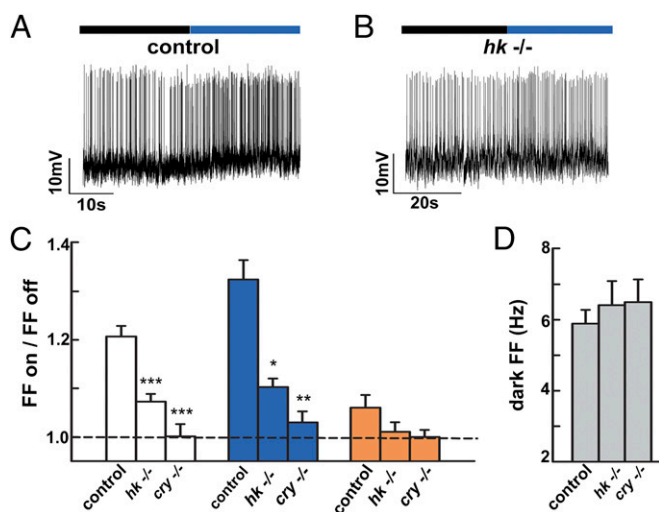 A
control
10mV
10s
B
hk -/-
10mV
20s
C
FF on / FF off
1.4
1.2
1.0
***
***
*
**
control
hk -/-
cry -/-
control
hk -/-
cry -/-
control
hk -/-
cry -/-
D
dark FF (Hz)
8
6
4
2
control
hk -/-
cry -/-